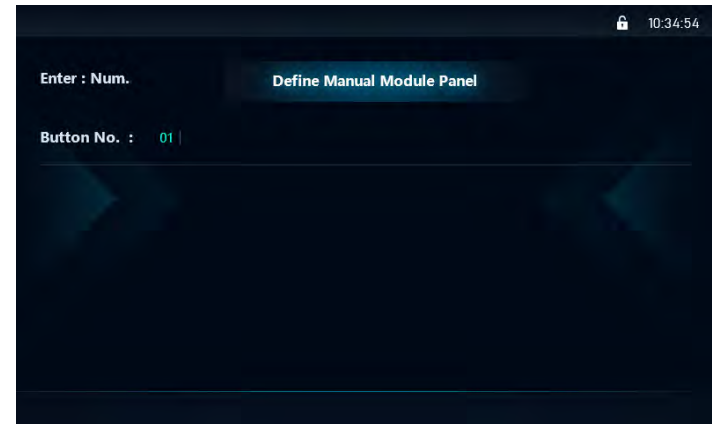 10:34:54
Enter : Num.
Define Manual Module Panel
Button No. : 01